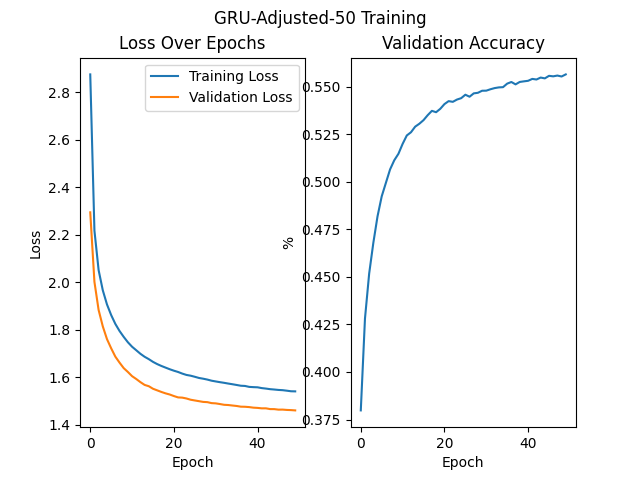 GRU-Adjusted-50 Training
Loss Over Epochs
Validation Accuracy
Training Loss
Validation Loss
Loss
2.8
2.6
2.4
2.2
2.0
1.8
1.6
1.4
0
20
40
Epoch
%
0.550
0.525
0.500
0.475
0.450
0.425
0.400
0.375
0
20
40
Epoch